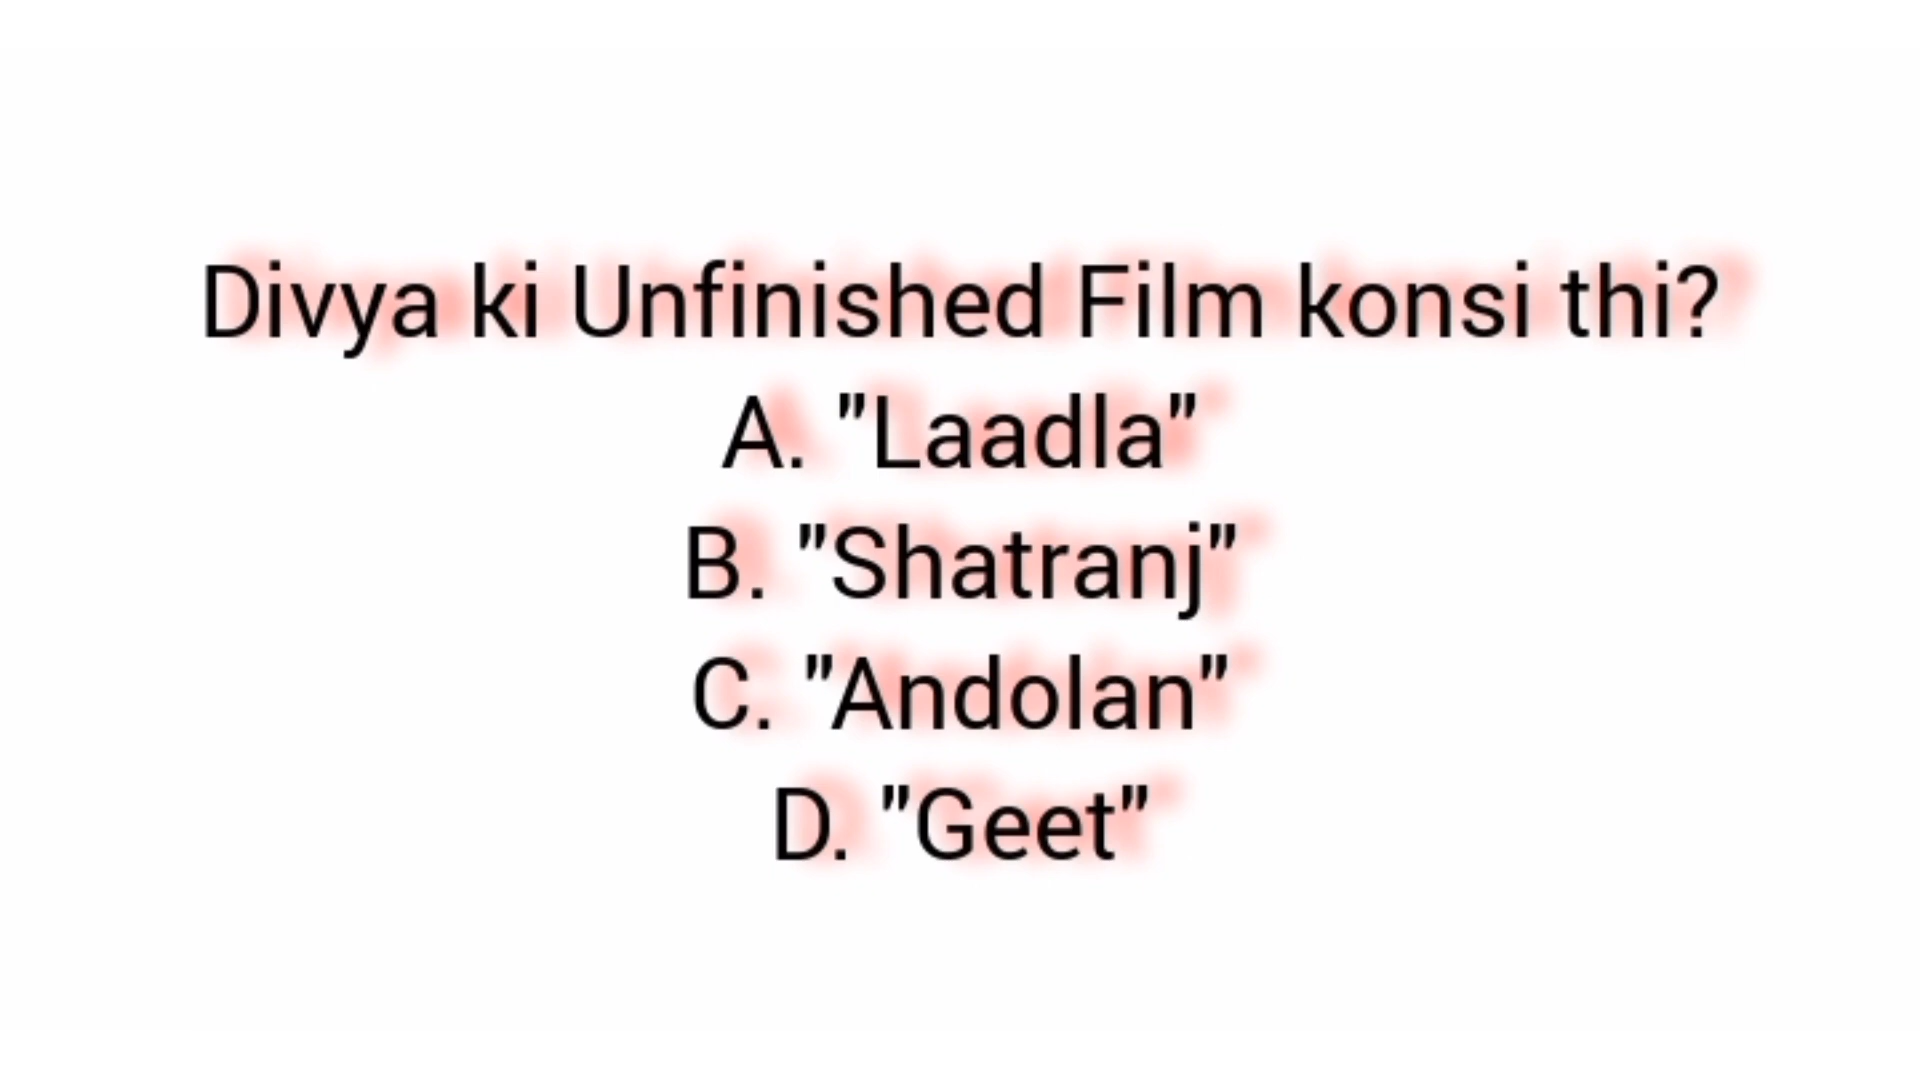 Divya ki Unfinished Film konsi thi?
A. "Laadla"
B. "Shatranj"
C. "Andolan"
D. "Geet"